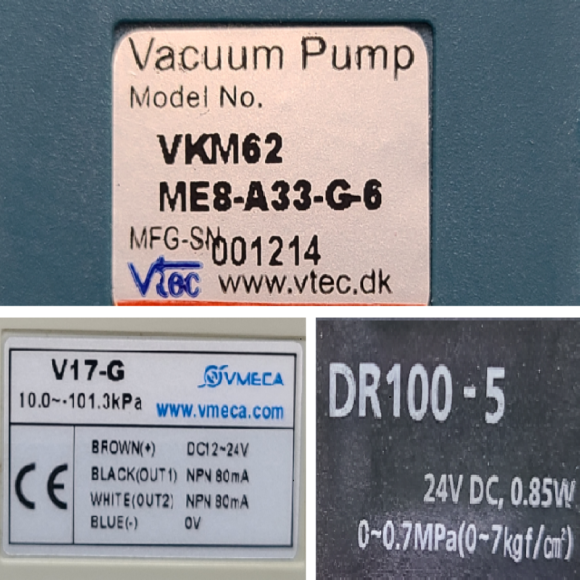 Vacuum Pump
Model No.
VKM62
ME8-A33-G-6
MFG-SN 001214
Vtec www.vtec.dk
V17-G
VMECA
10.0~-101.3kPa
www.vmeca.com
CE
BROWN(+) DC12~24V
BLACK(OUT1) NPN 80mA
WHITE(OUT2) NPN 80mA
BLUE(-) 0V
DR100-5
24V DC, 0.85W
0~0.7MPa(0~7kgf/cm²)